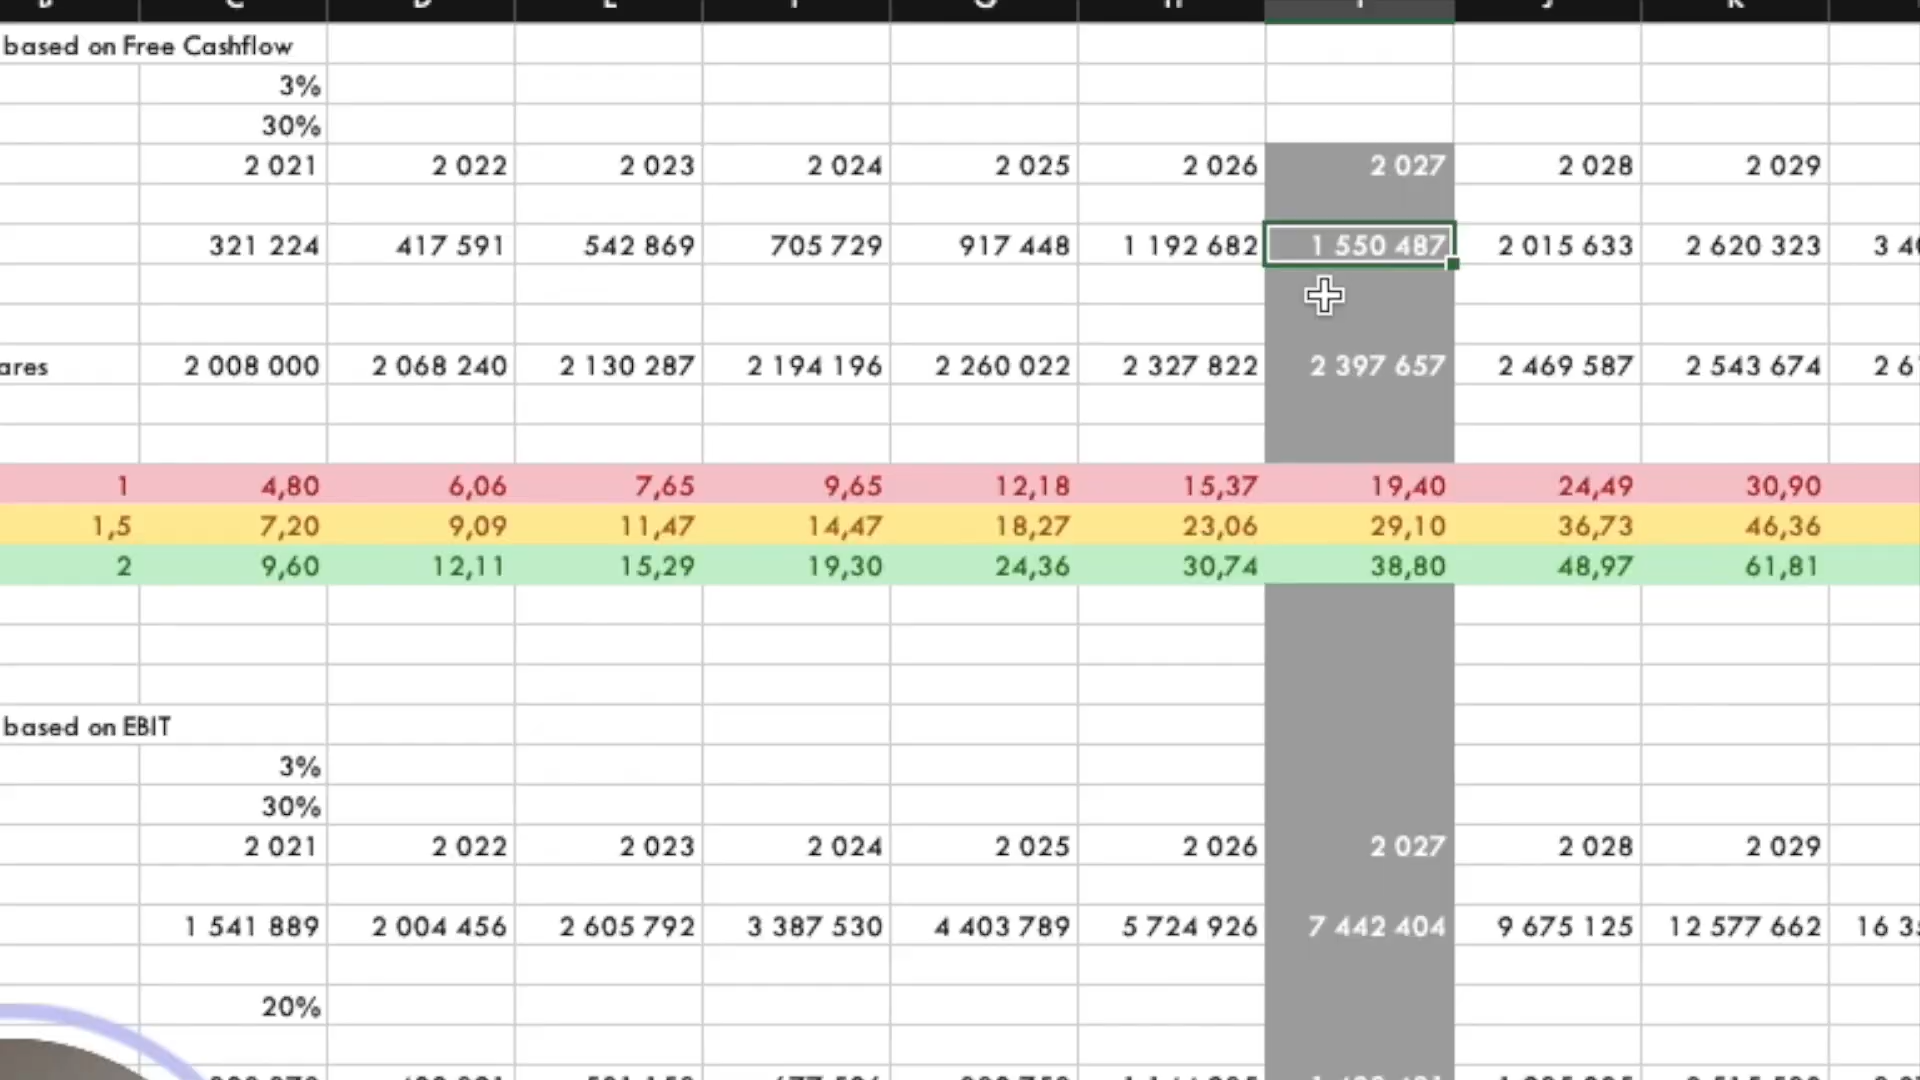 based on Free Cashflow
3%
30%
2 021 2 022 2 023 2 024 2 025 2 026 2 027 2 028 2 029
321 224 417 591 542 869 705 729 917 448 1 192 682 1 550 487 2 015 633 2 620 323
ares 2 008 000 2 068 240 2 130 287 2 194 196 2 260 022 2 327 822 2 397 657 2 469 587 2 543 674
1 4,80 6,06 7,65 9,65 12,18 15,37 19,40 24,49 30,90
1,5 7,20 9,09 11,47 14,47 18,27 23,06 29,10 36,73 46,36
2 9,60 12,11 15,29 19,30 24,36 30,74 38,80 48,97 61,81
based on EBIT
3%
30%
2 021 2 022 2 023 2 024 2 025 2 026 2 027 2 028 2 029
1 541 889 2 004 456 2 605 792 3 387 530 4 403 789 5 724 926 7 442 404 9 675 125 12 577 662
20%